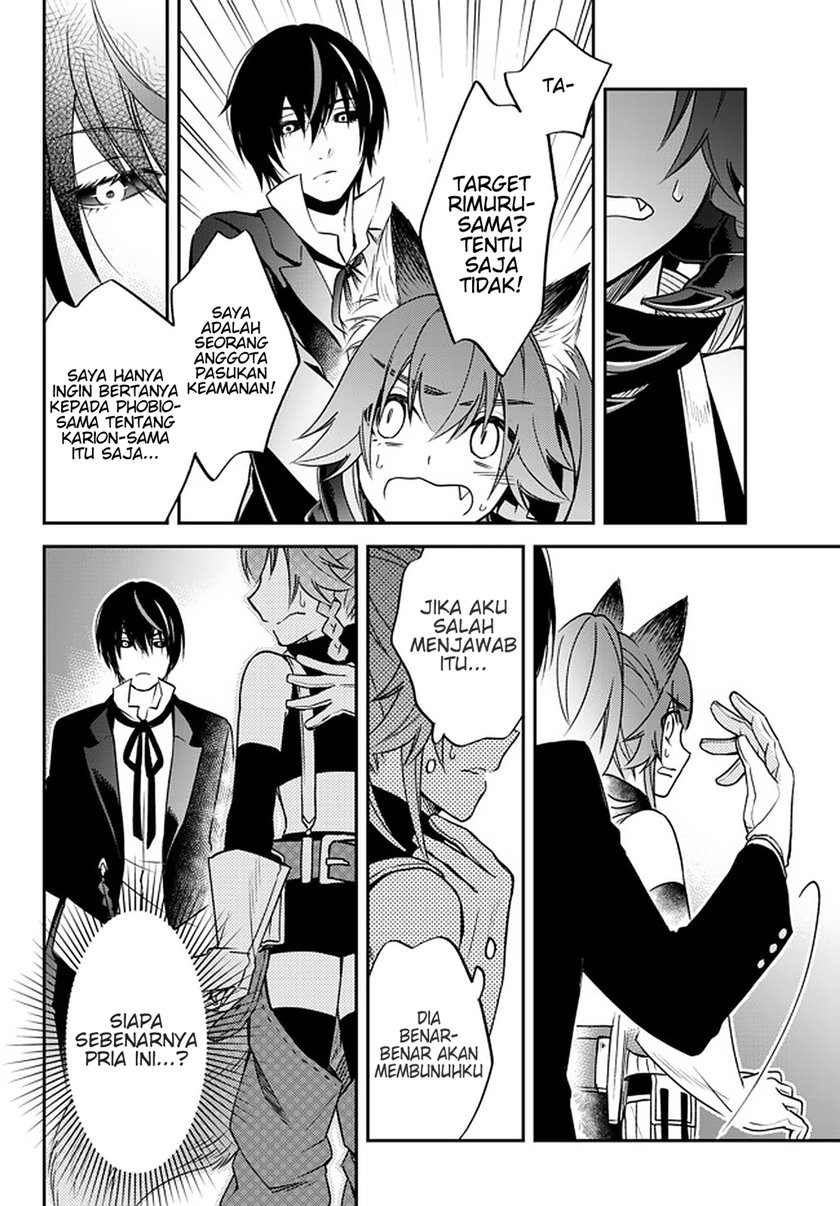 TA-
TARGET
RIMURU-
SAMA?
TENTU
SAJA
TIDAK!
SAYA
ADALAH
SEORANG
ANGGOTA
PASUKAN
KEAMANAN!
SAYA HANYA
INGIN BERTANYA
KEPADA PHOBIO-
SAMA TENTANG
KARION-SAMA
ITU SAJA...
JIKA AKU
SALAH
MENJAWAB
ITU...
DIA
BENAR-
BENAR AKAN
MEMBUNUHKU
SIAPA
SEBENARNYA
PRIA INI...?